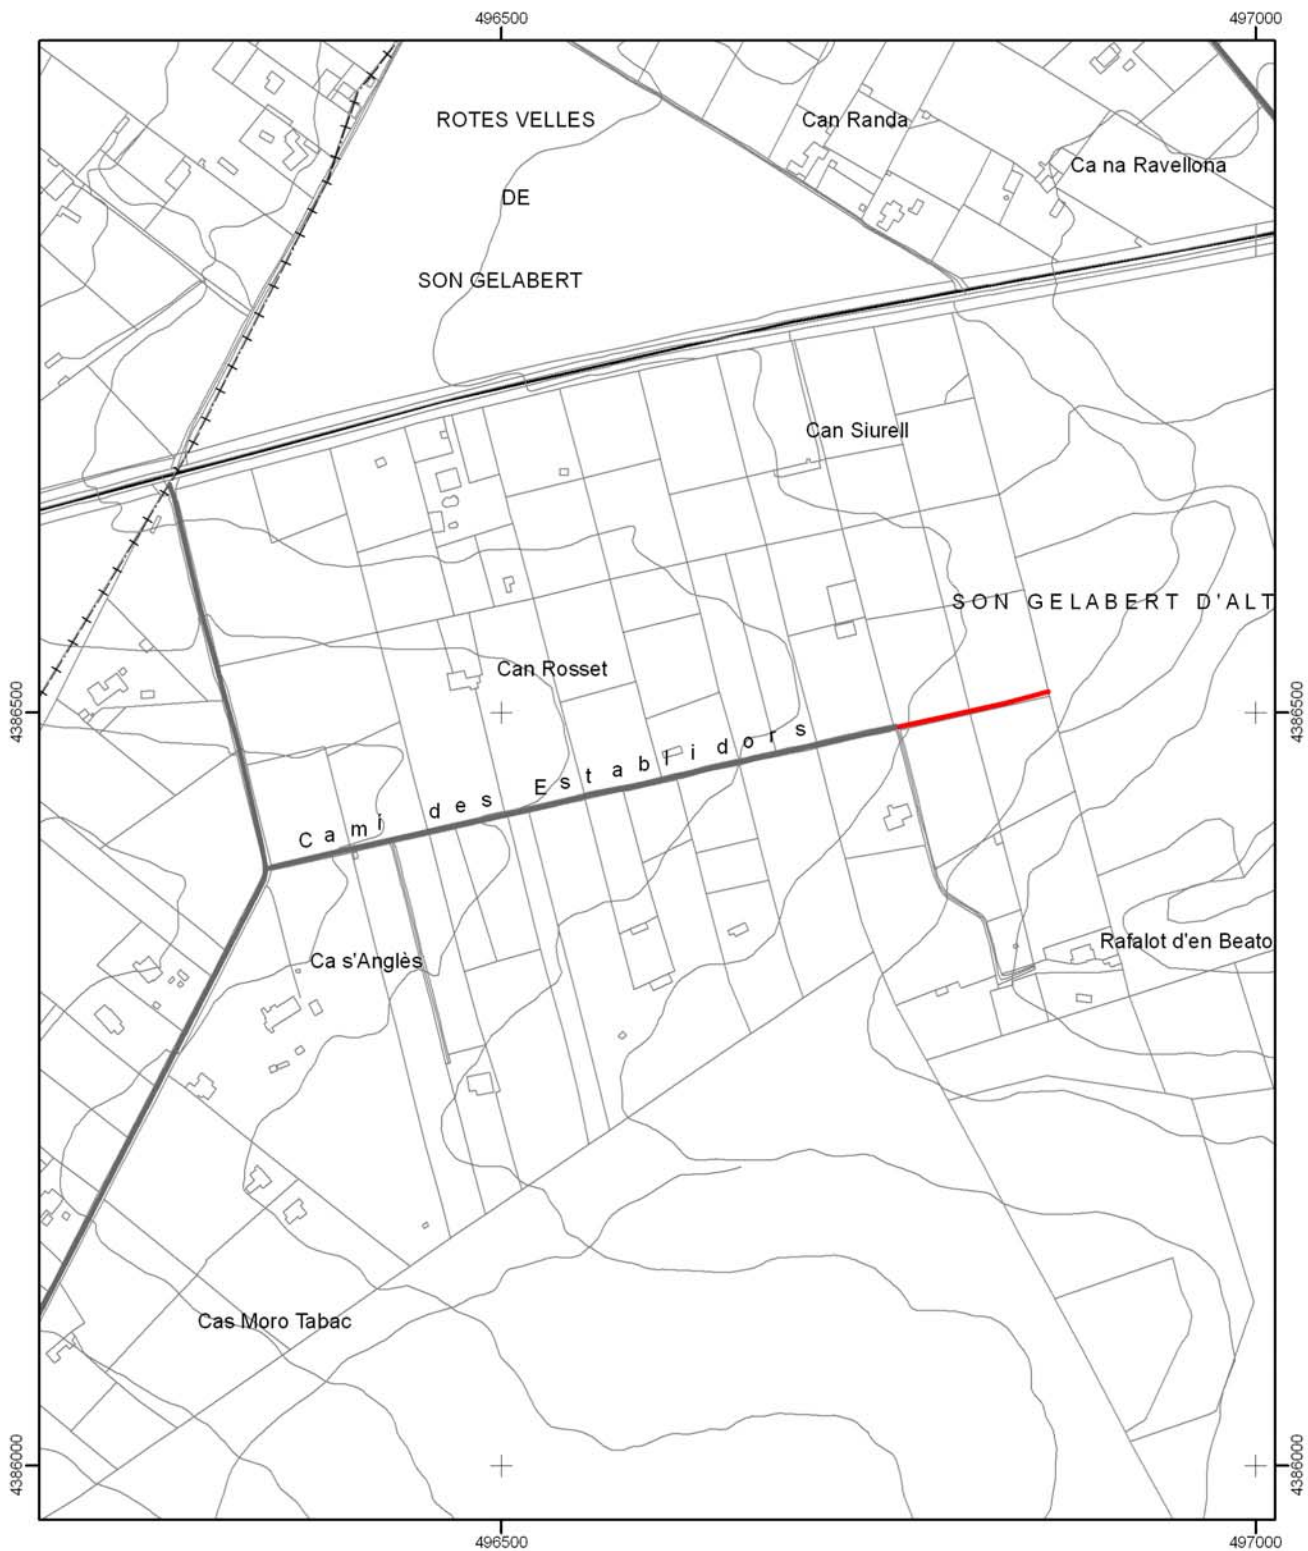 496500
497000
ROTES VELLES
Can Randa
Ca na Ravellona
DE
SON GELABERT
Can Siurell
SON GELABERT D'ALT
Can Rosset
4386500
4386500
Camí des Establidors
Ca s'Anglès
Rafalot d'en Beato
Cas Moro Tabac
4386000
4386000
496500
497000